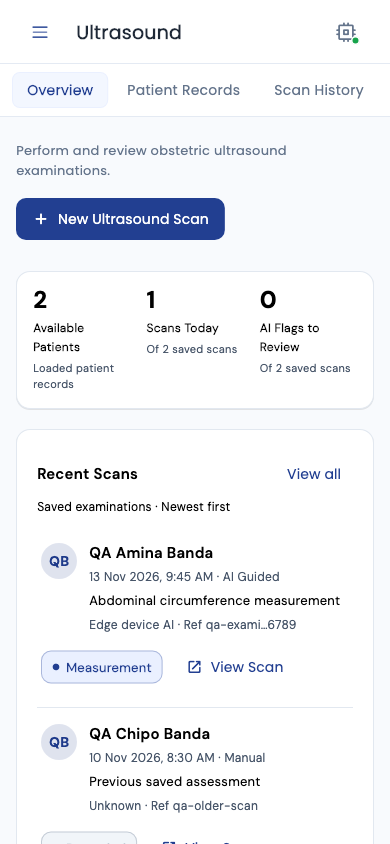 Ultrasound
Overview
Patient Records
Scan History
Perform and review obstetric ultrasound
examinations.
+ New Ultrasound Scan
2
Available
Patients
Loaded patient
records
1
Scans Today
Of 2 saved scans
0
AI Flags to
Review
Of 2 saved scans
Recent Scans
View all
Saved examinations · Newest first
QB
QA Amina Banda
13 Nov 2026, 9:45 AM · AI Guided
Abdominal circumference measurement
Edge device AI · Ref qa-exami…6789
Measurement
View Scan
QB
QA Chipo Banda
10 Nov 2026, 8:30 AM · Manual
Previous saved assessment
Unknown · Ref qa-older-scan